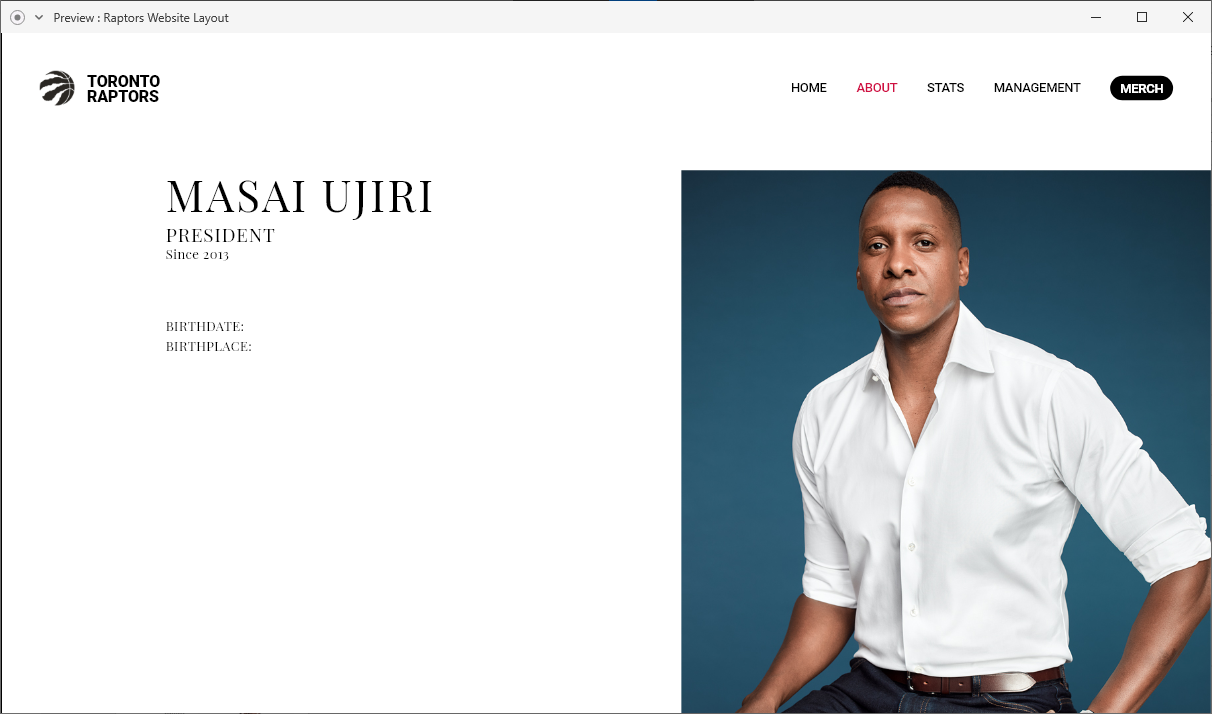 Preview : Raptors Website Layout
TORONTO
RAPTORS
HOME ABOUT STATS MANAGEMENT MERCH
MASAI UJIRI
PRESIDENT
Since 2013
BIRTHDATE:
BIRTHPLACE: